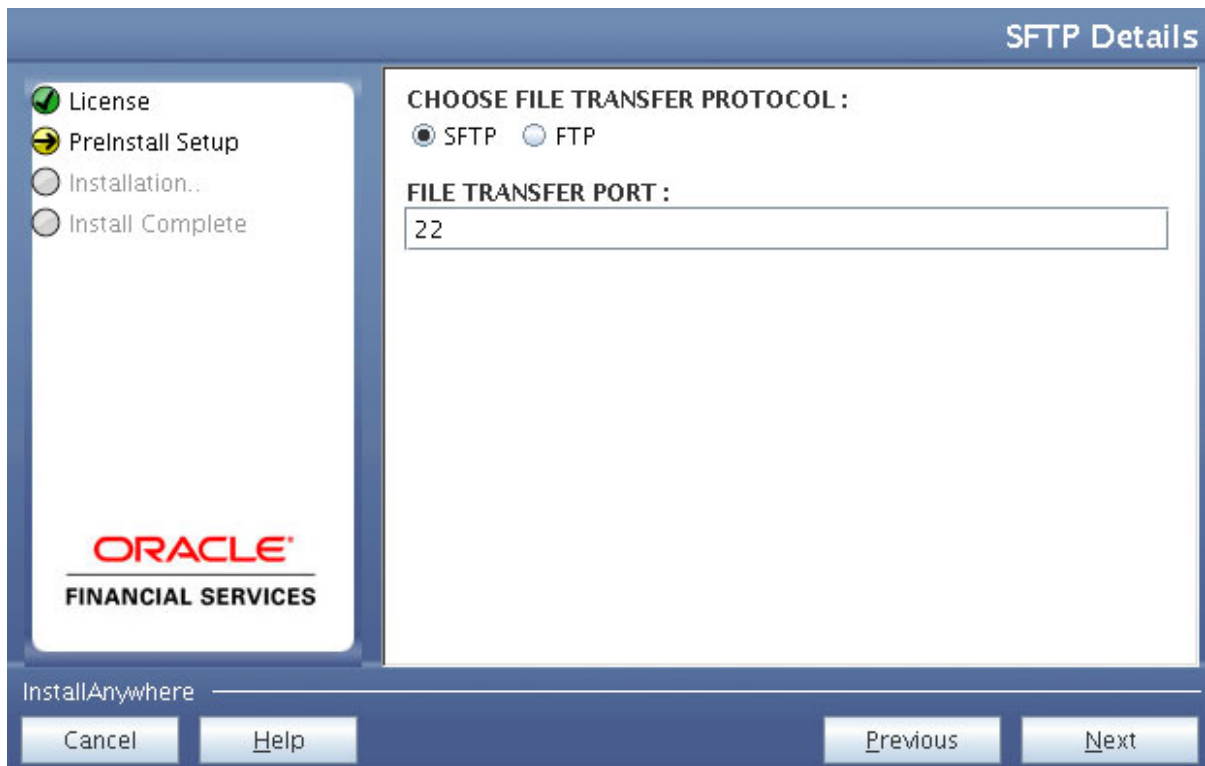 SFTP Details
License
PreInstall Setup
Installation..
Install Complete
ORACLE®
FINANCIAL SERVICES
CHOOSE FILE TRANSFER PROTOCOL :
SFTP FTP
FILE TRANSFER PORT :
22
InstallAnywhere
Cancel Help Previous Next